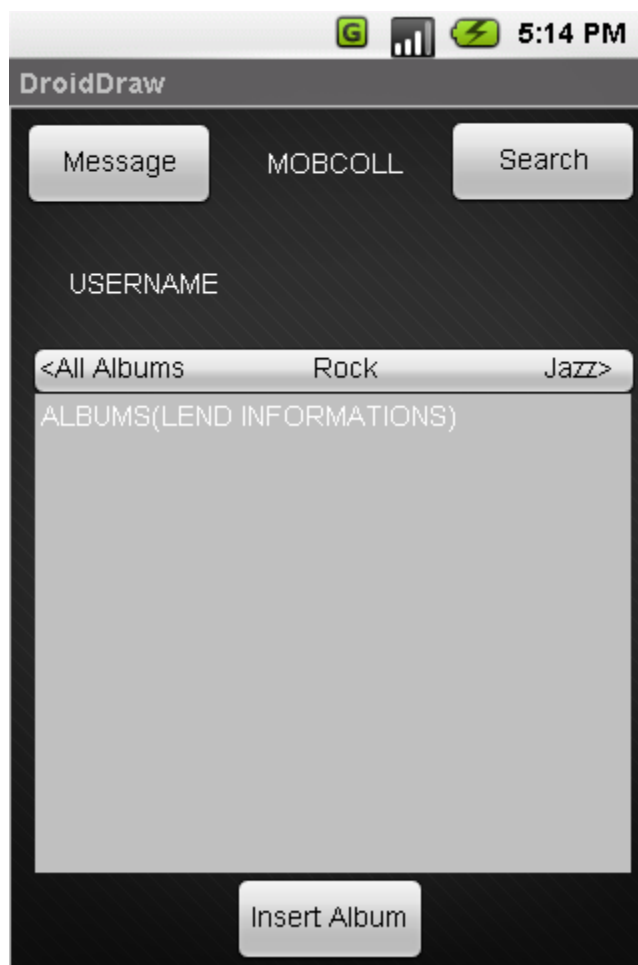 G 5:14 PM
DroidDraw
Message MOBCOLL Search
USERNAME
<All Albums Rock Jazz>
ALBUMS(LEND INFORMATIONS)
Insert Album